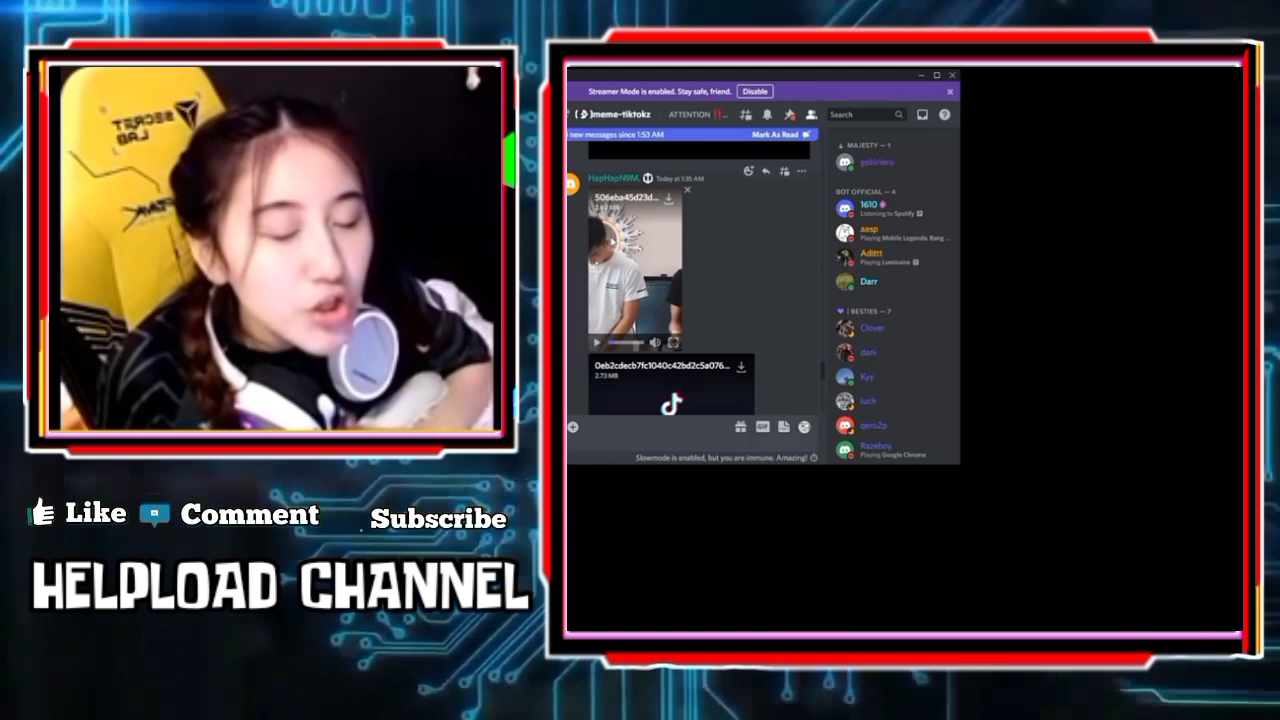 SECRET
LAB
Like
Comment
Subscribe
HELPLOAD CHANNEL
Streamer Mode is enabled. Stay safe, friend. Disable
meme-tiktokz ATTENTION ‼️... Search
new messages since 1:53 AM Mark As Read
HapHapN9M. Today at 1:35 AM
506eba45d23d...
0eb2cdecb7fc1040c42bd2c5a076...
2.73 MB
GIF
Slowmode is enabled, but you are immune. Amazing!
MAJESTY — 1
gebirieru
BOT OFFICIAL — 4
1610
Listening to Spotify
aasp
Playing Mobile Legends: Bang ...
Aditt!
Playing Luminaire
Darr
| BESTIES — 7
Clover
dani
Kyy
luch
qero2p
Razeboy
Playing Google Chrome